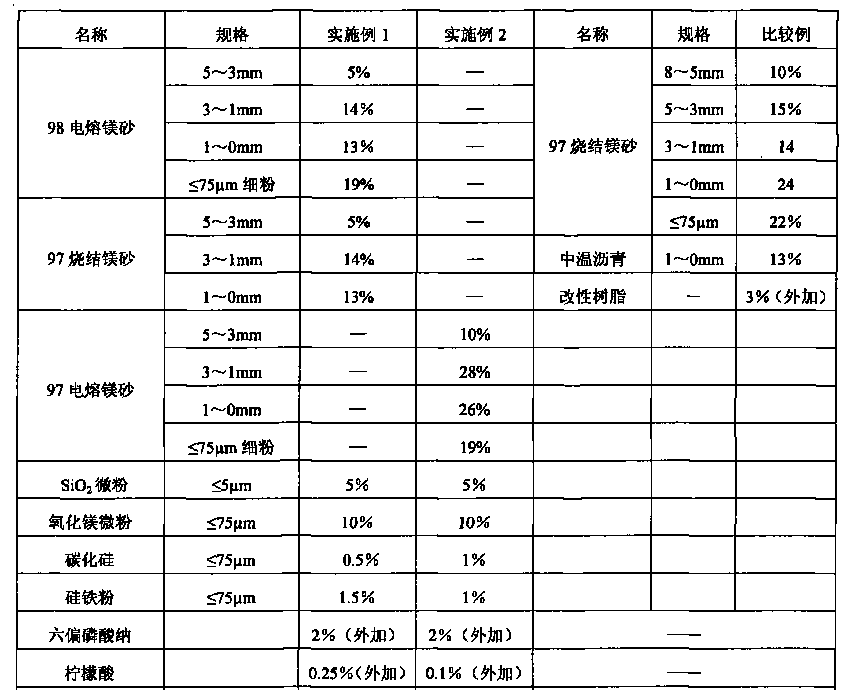 名称 规格 实施例 1 实施例 2 名称 规格 比较例
98 电熔镁砂 5～3mm 5% — 97 烧结镁砂 8～5mm 10%
3～1mm 14% — 5～3mm 15%
1～0mm 13% — 3～1mm 14
≤75μm 细粉 19% — 1～0mm 24
97 烧结镁砂 5～3mm 5% — ≤75μm 22%
3～1mm 14% — 中温沥青 1～0mm 13%
1～0mm 13% — 改性树脂 — 3%（外加）
97 电熔镁砂 5～3mm — 10%
3～1mm — 28%
1～0mm — 26%
≤75μm 细粉 — 19%
SiO₂微粉 ≤5μm 5% 5%
氧化镁微粉 ≤75μm 10% 10%
碳化硅 ≤75μm 0.5% 1%
硅铁粉 ≤75μm 1.5% 1%
六偏磷酸纳 2%（外加） 2%（外加） ——
柠檬酸 0.25%（外加） 0.1%（外加） ——